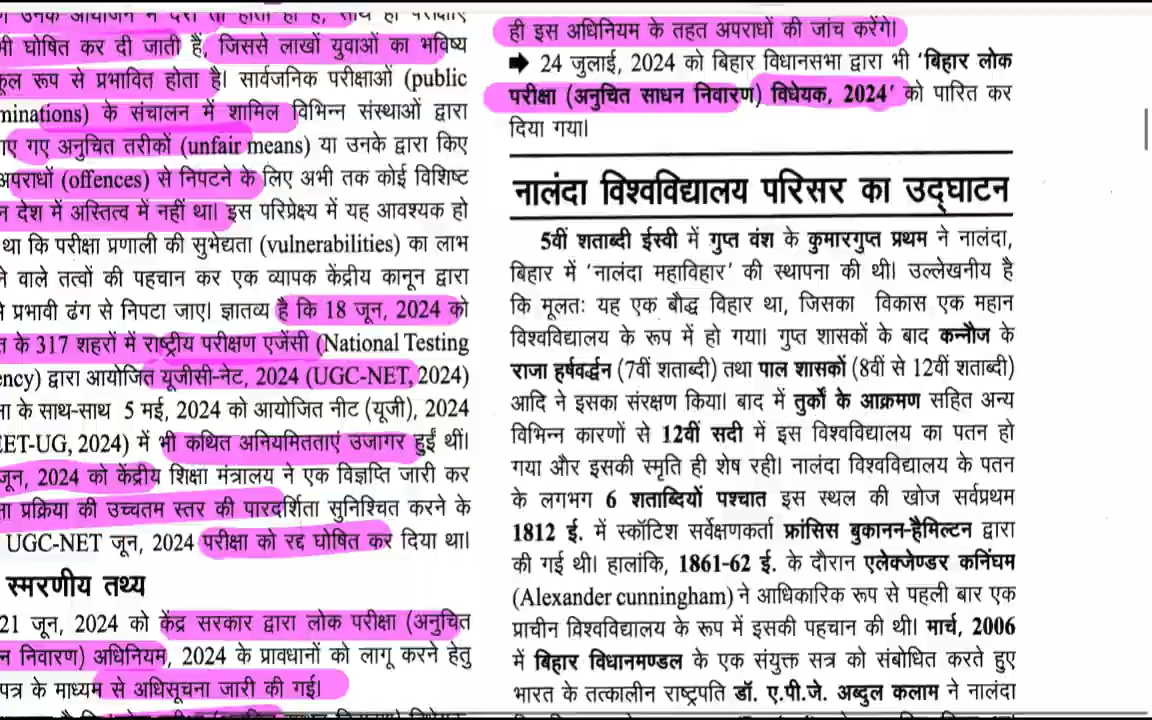 उनके आयोजन में देरी तो होती ही है, साथ ही परीक्षाएं
भी घोषित कर दी जाती हैं, जिससे लाखों युवाओं का भविष्य
कूल रूप से प्रभावित होता है। सार्वजनिक परीक्षाओं (public
minations) के संचालन में शामिल विभिन्न संस्थाओं द्वारा
ए गए अनुचित तरीकों (unfair means) या उनके द्वारा किए
अपराधों (offences) से निपटने के लिए अभी तक कोई विशिष्ट
न देश में अस्तित्व में नहीं था। इस परिप्रेक्ष्य में यह आवश्यक हो
था कि परीक्षा प्रणाली की सुभेद्यता (vulnerabilities) का लाभ
ने वाले तत्वों की पहचान कर एक व्यापक केंद्रीय कानून द्वारा
प्रभावी ढंग से निपटा जाए। ज्ञातव्य है कि 18 जून, 2024 को
त के 317 शहरों में राष्ट्रीय परीक्षण एजेंसी (National Testing
ency) द्वारा आयोजित यूजीसी-नेट, 2024 (UGC-NET, 2024)
ा के साथ-साथ 5 मई, 2024 को आयोजित नीट (यूजी), 2024
EET-UG, 2024) में भी कथित अनियमितताएं उजागर हुई थीं।
जून, 2024 को केंद्रीय शिक्षा मंत्रालय ने एक विज्ञप्ति जारी कर
ा प्रक्रिया की उच्चतम स्तर की पारदर्शिता सुनिश्चित करने के
UGC-NET जून, 2024 परीक्षा को रद्द घोषित कर दिया था।
स्मरणीय तथ्य
21 जून, 2024 को केंद्र सरकार द्वारा लोक परीक्षा (अनुचित
न निवारण) अधिनियम, 2024 के प्रावधानों को लागू करने हेतु
पत्र के माध्यम से अधिसूचना जारी की गई।
ही इस अधिनियम के तहत अपराधों की जांच करेंगे।
➡ 24 जुलाई, 2024 को बिहार विधानसभा द्वारा भी 'बिहार लोक
परीक्षा (अनुचित साधन निवारण) विधेयक, 2024' को पारित कर
दिया गया।
नालंदा विश्वविद्यालय परिसर का उद्घाटन
5वीं शताब्दी ईस्वी में गुप्त वंश के कुमारगुप्त प्रथम ने नालंदा,
बिहार में 'नालंदा महाविहार' की स्थापना की थी। उल्लेखनीय है
कि मूलतः यह एक बौद्ध विहार था, जिसका विकास एक महान
विश्वविद्यालय के रूप में हो गया। गुप्त शासकों के बाद कन्नौज के
राजा हर्षवर्द्धन (7वीं शताब्दी) तथा पाल शासकों (8वीं से 12वीं शताब्दी)
आदि ने इसका संरक्षण किया। बाद में तुर्कों के आक्रमण सहित अन्य
विभिन्न कारणों से 12वीं सदी में इस विश्वविद्यालय का पतन हो
गया और इसकी स्मृति ही शेष रही। नालंदा विश्वविद्यालय के पतन
के लगभग 6 शताब्दियों पश्चात इस स्थल की खोज सर्वप्रथम
1812 ई. में स्कॉटिश सर्वेक्षणकर्ता फ्रांसिस बुकानन-हैमिल्टन द्वारा
की गई थी। हालांकि, 1861-62 ई. के दौरान एलेक्जेण्डर कनिंघम
(Alexander cunningham) ने आधिकारिक रूप से पहली बार एक
प्राचीन विश्वविद्यालय के रूप में इसकी पहचान की थी। मार्च, 2006
में बिहार विधानमण्डल के एक संयुक्त सत्र को संबोधित करते हुए
भारत के तत्कालीन राष्ट्रपति डॉ. ए.पी.जे. अब्दुल कलाम ने नालंदा